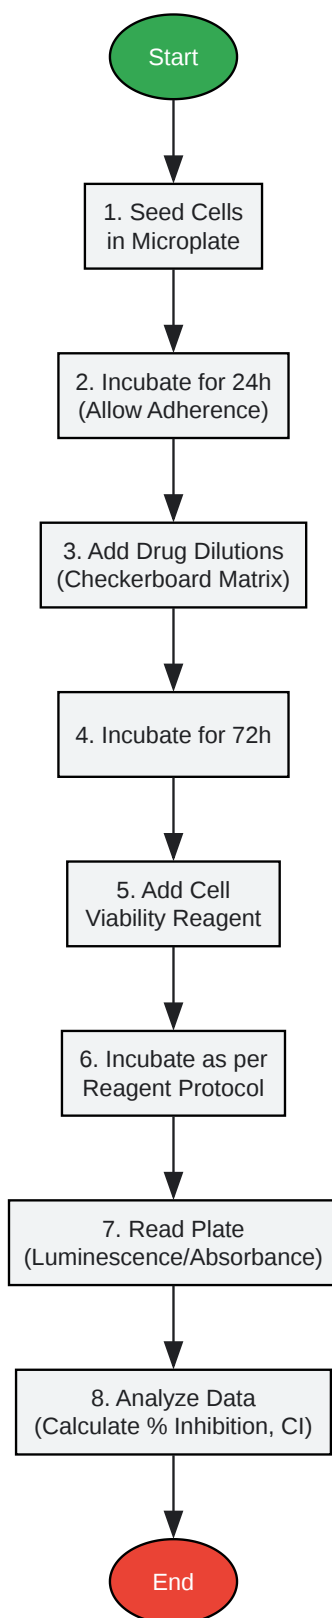 Start
1. Seed Cells
in Microplate
2. Incubate for 24h
(Allow Adherence)
3. Add Drug Dilutions
(Checkerboard Matrix)
4. Incubate for 72h
5. Add Cell
Viability Reagent
6. Incubate as per
Reagent Protocol
7. Read Plate
(Luminescence/Absorbance)
8. Analyze Data
(Calculate % Inhibition, CI)
End